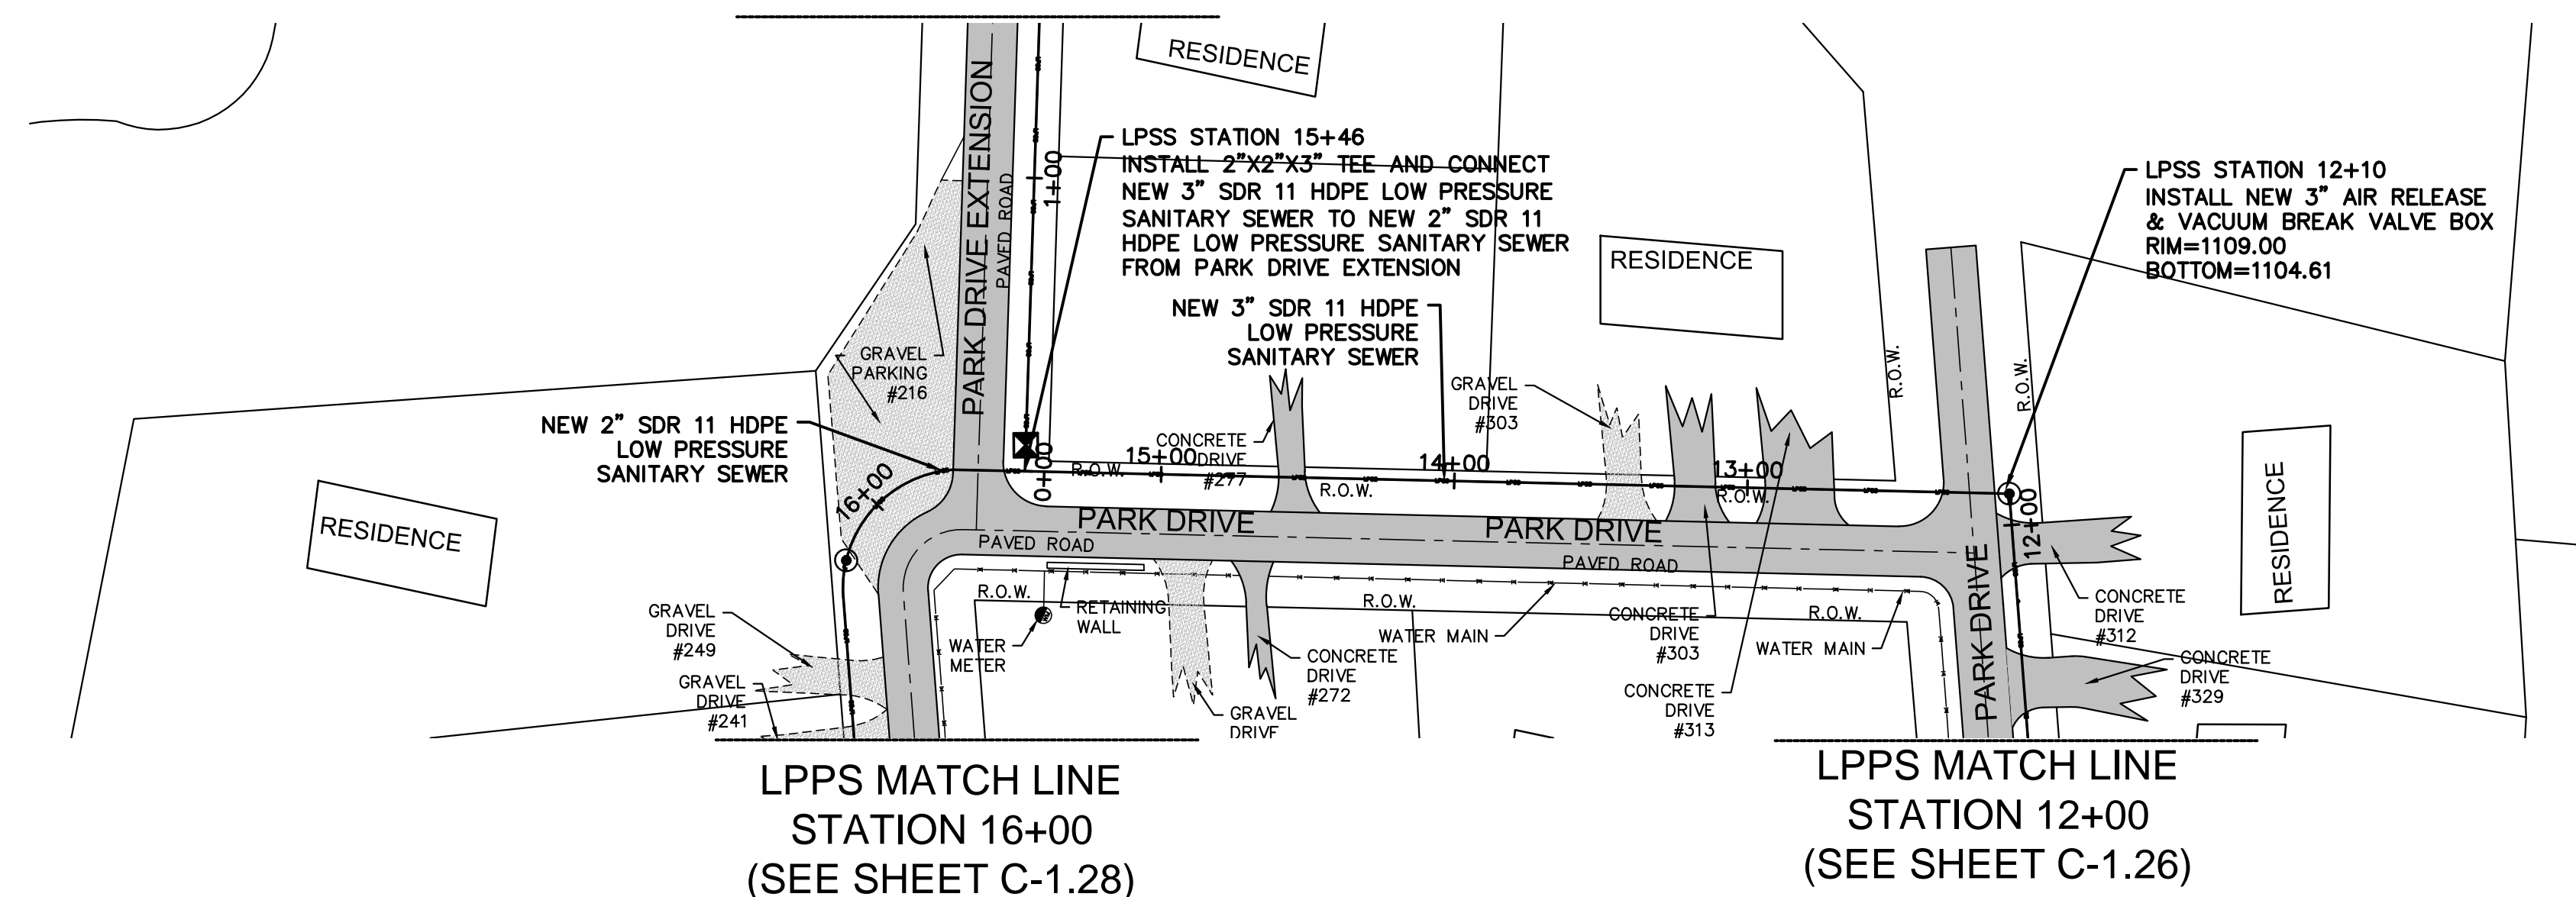 RESIDENCE
PARK DRIVE EXTENSION
PAVED ROAD
1+00
LPSS STATION 15+46
INSTALL 2"X2"X3" TEE AND CONNECT
NEW 3" SDR 11 HDPE LOW PRESSURE
SANITARY SEWER TO NEW 2" SDR 11
HDPE LOW PRESSURE SANITARY SEWER
FROM PARK DRIVE EXTENSION
LPSS STATION 12+10
INSTALL NEW 3" AIR RELEASE
& VACUUM BREAK VALVE BOX
RIM=1109.00
BOTTOM=1104.61
RESIDENCE
NEW 3" SDR 11 HDPE
LOW PRESSURE
SANITARY SEWER
GRAVEL
PARKING
#216
R.O.W.
R.O.W.
GRAVEL
DRIVE
#303
NEW 2" SDR 11 HDPE
LOW PRESSURE
SANITARY SEWER
CONCRETE
DRIVE
#277
0+00
R.O.W.
15+00
R.O.W.
14+00
13+00
R.O.W.
16+00
12+00
RESIDENCE
RESIDENCE
PARK DRIVE
PARK DRIVE
PAVED ROAD
PAVED ROAD
PARK DRIVE
R.O.W.
RETAINING
WALL
R.O.W.
R.O.W.
WATER
METER
WATER MAIN
WATER MAIN
GRAVEL
DRIVE
#249
GRAVEL
DRIVE
#241
CONCRETE
DRIVE
#272
GRAVEL
DRIVE
CONCRETE
DRIVE
#303
CONCRETE
DRIVE
#313
CONCRETE
DRIVE
#312
CONCRETE
DRIVE
#329
LPPS MATCH LINE
STATION 16+00
(SEE SHEET C-1.28)
LPPS MATCH LINE
STATION 12+00
(SEE SHEET C-1.26)